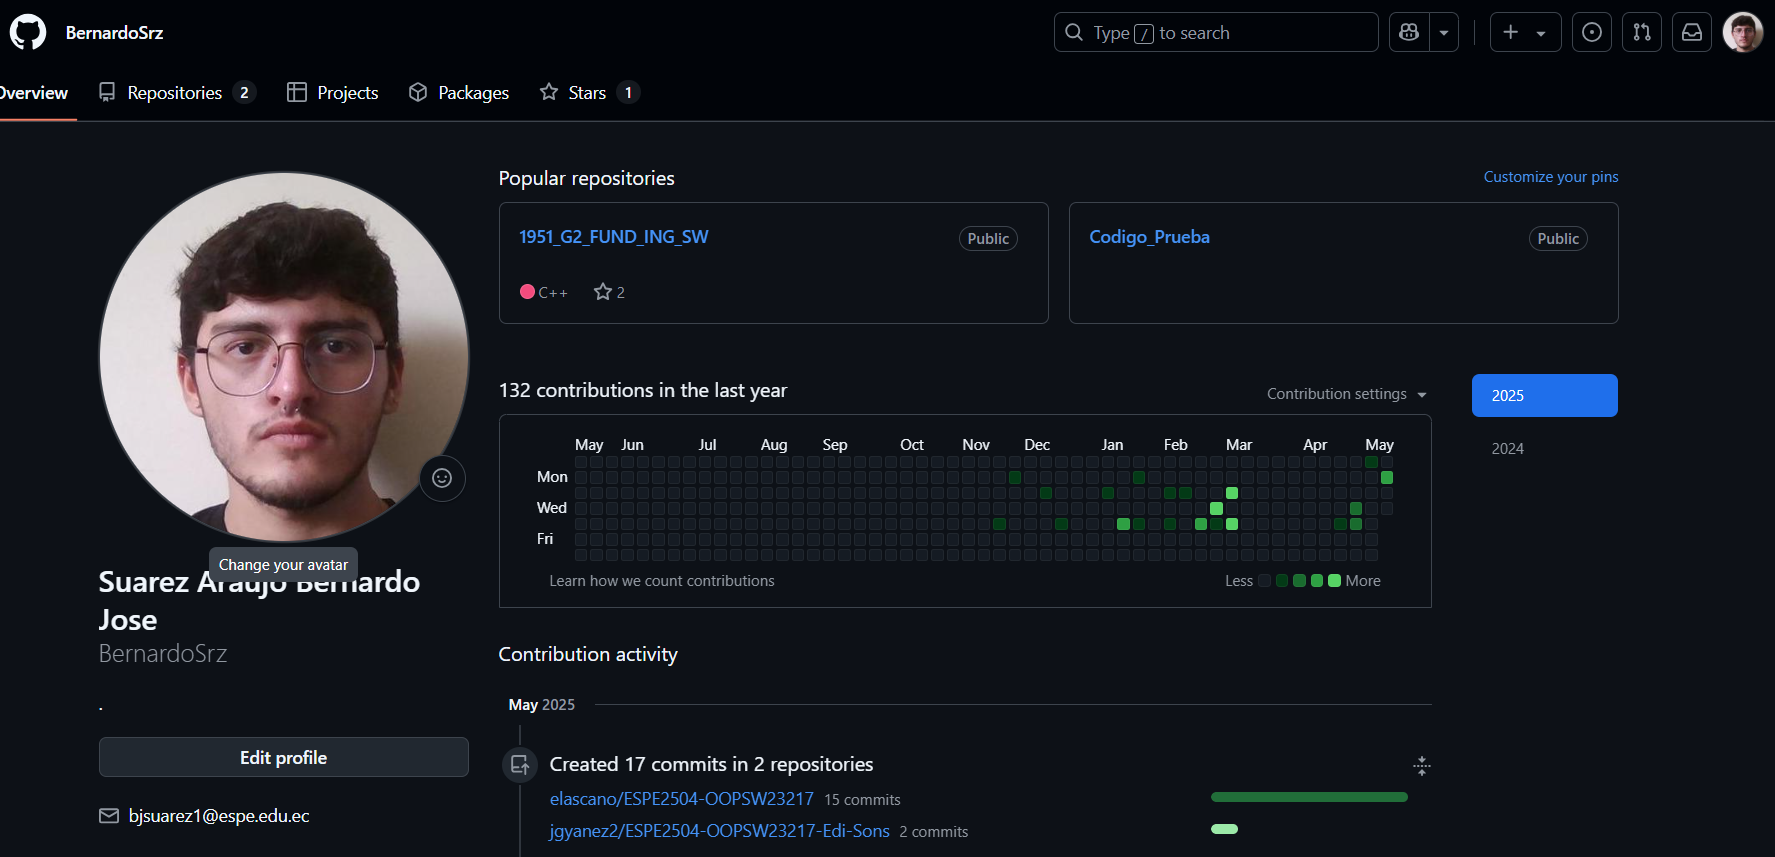 BernardoSrz
Type / to search
Overview
Repositories 2
Projects
Packages
Stars 1
Change your avatar
Suarez Araujo Bernardo
Jose
BernardoSrz
.
Edit profile
bjsuarez1@espe.edu.ec
Popular repositories
Customize your pins
1951_G2_FUND_ING_SW
Public
C++
2
Codigo_Prueba
Public
132 contributions in the last year
Contribution settings
2025
2024
May Jun Jul Aug Sep Oct Nov Dec Jan Feb Mar Apr May
Mon
Wed
Fri
Learn how we count contributions
Less More
Contribution activity
May 2025
Created 17 commits in 2 repositories
elascano/ESPE2504-OOPSW23217 15 commits
jgyanez2/ESPE2504-OOPSW23217-Edi-Sons 2 commits